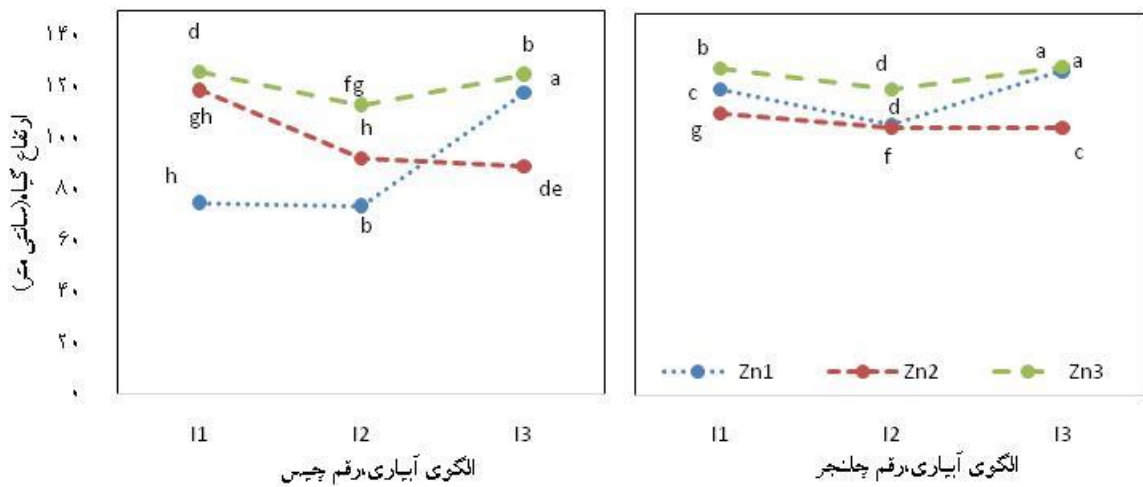 ارتفاع گیاه(سانتی متر)
۱۴۰
۱۲۰
۱۰۰
۸۰
۶۰
۴۰
۲۰
۰
d
gh
h
fg
h
b
b
a
de
I1 I2 I3
الگوی آبیاری،رقم چیس
b
c
g
d
d
f
a
a
c
Zn1 Zn2 Zn3
I1 I2 I3
الگوی آبیاری،رقم چلنجر